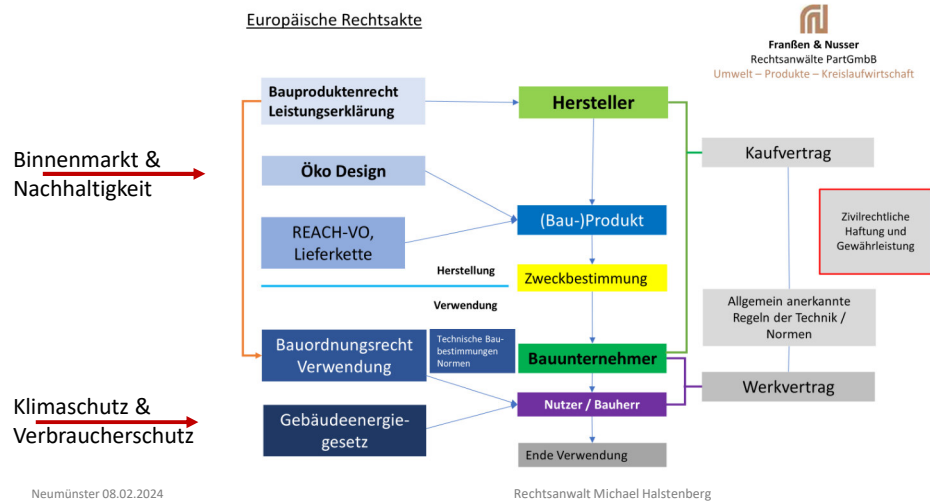 Europäische Rechtsakte
Franßen & Nusser
Rechtsanwälte PartGmbB
Umwelt – Produkte – Kreislaufwirtschaft
Bauproduktenrecht
Leistungserklärung
Hersteller
Binnenmarkt &
Nachhaltigkeit
Kaufvertrag
Öko Design
Zivilrechtliche
Haftung und
Gewährleistung
REACH-VO,
Lieferkette
(Bau-)Produkt
Herstellung
Zweckbestimmung
Verwendung
Allgemein anerkannte
Regeln der Technik /
Normen
Bauordnungsrecht
Verwendung
Technische Bau-
bestimmungen
Normen
Bauunternehmer
Werkvertrag
Klimaschutz &
Verbraucherschutz
Nutzer / Bauherr
Gebäudeenergie-
gesetz
Ende Verwendung
Neumünster 08.02.2024
Rechtsanwalt Michael Halstenberg